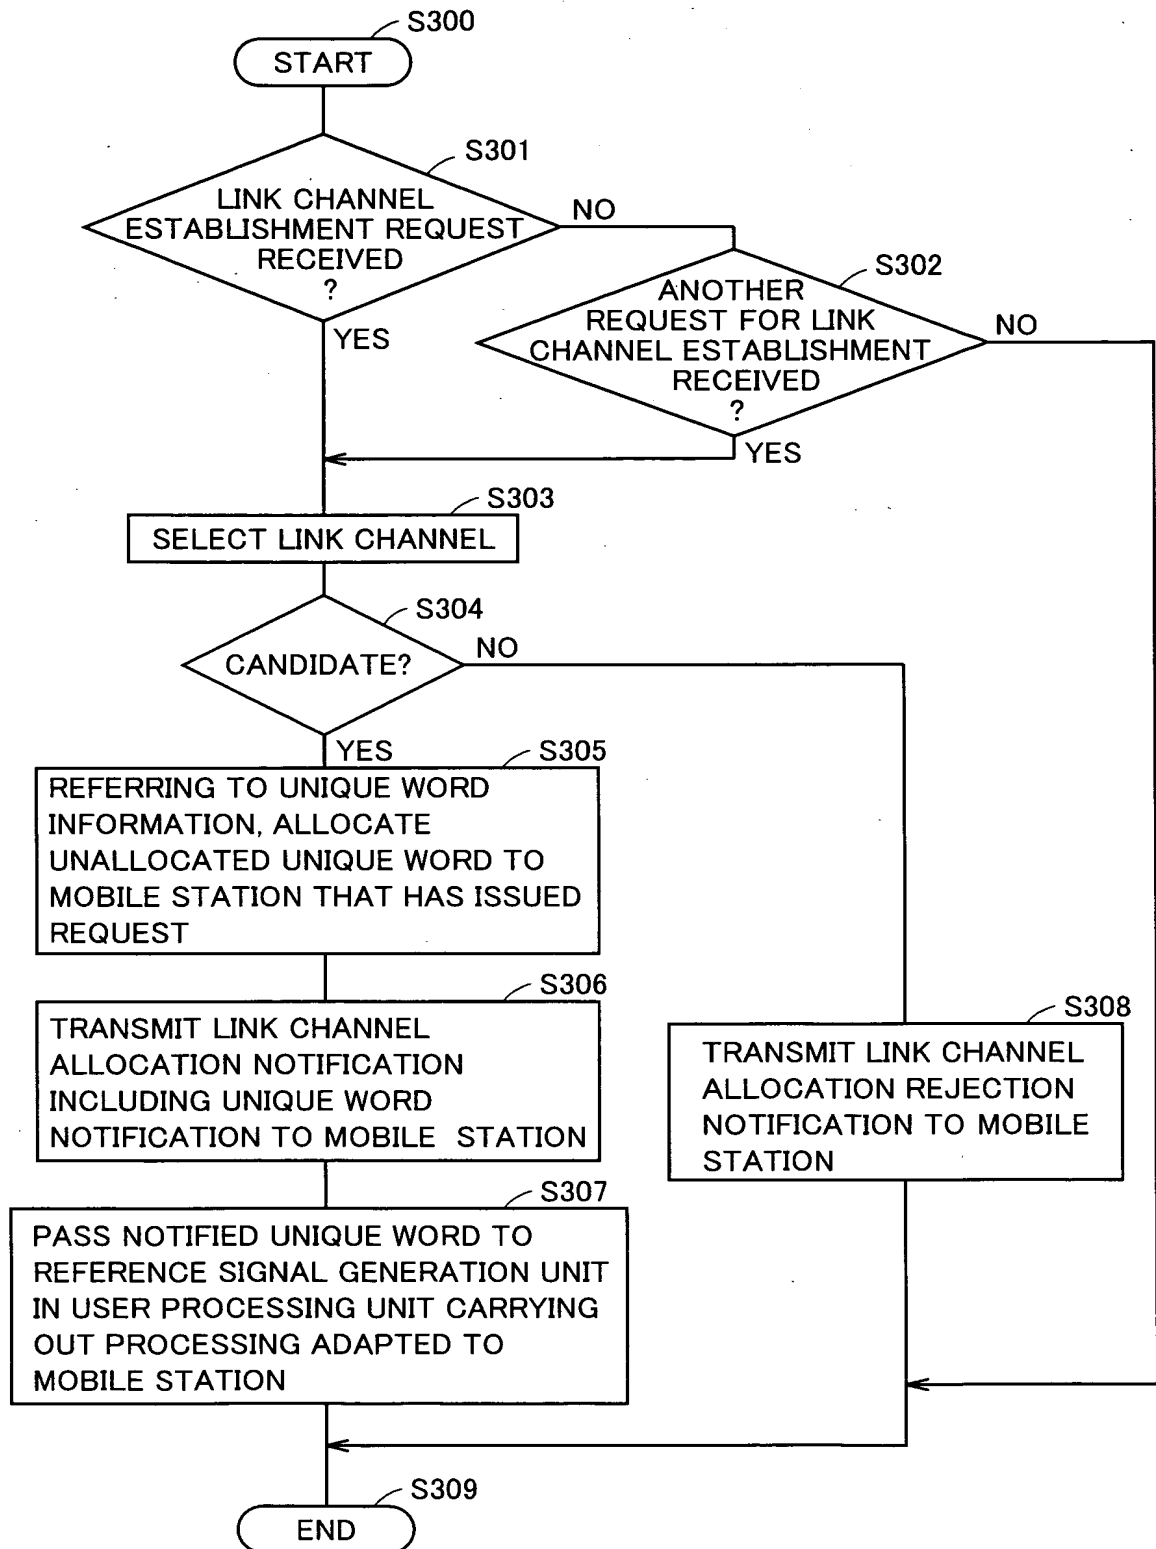 S300
START
S301
LINK CHANNEL
ESTABLISHMENT REQUEST
RECEIVED
?
NO
YES
S302
ANOTHER
REQUEST FOR LINK
CHANNEL ESTABLISHMENT
RECEIVED
?
NO
YES
S303
SELECT LINK CHANNEL
S304
CANDIDATE?
NO
YES
S305
REFERRING TO UNIQUE WORD
INFORMATION, ALLOCATE
UNALLOCATED UNIQUE WORD TO
MOBILE STATION THAT HAS ISSUED
REQUEST
S306
TRANSMIT LINK CHANNEL
ALLOCATION NOTIFICATION
INCLUDING UNIQUE WORD
NOTIFICATION TO MOBILE STATION
S308
TRANSMIT LINK CHANNEL
ALLOCATION REJECTION
NOTIFICATION TO MOBILE
STATION
S307
PASS NOTIFIED UNIQUE WORD TO
REFERENCE SIGNAL GENERATION UNIT
IN USER PROCESSING UNIT CARRYING
OUT PROCESSING ADAPTED TO
MOBILE STATION
S309
END